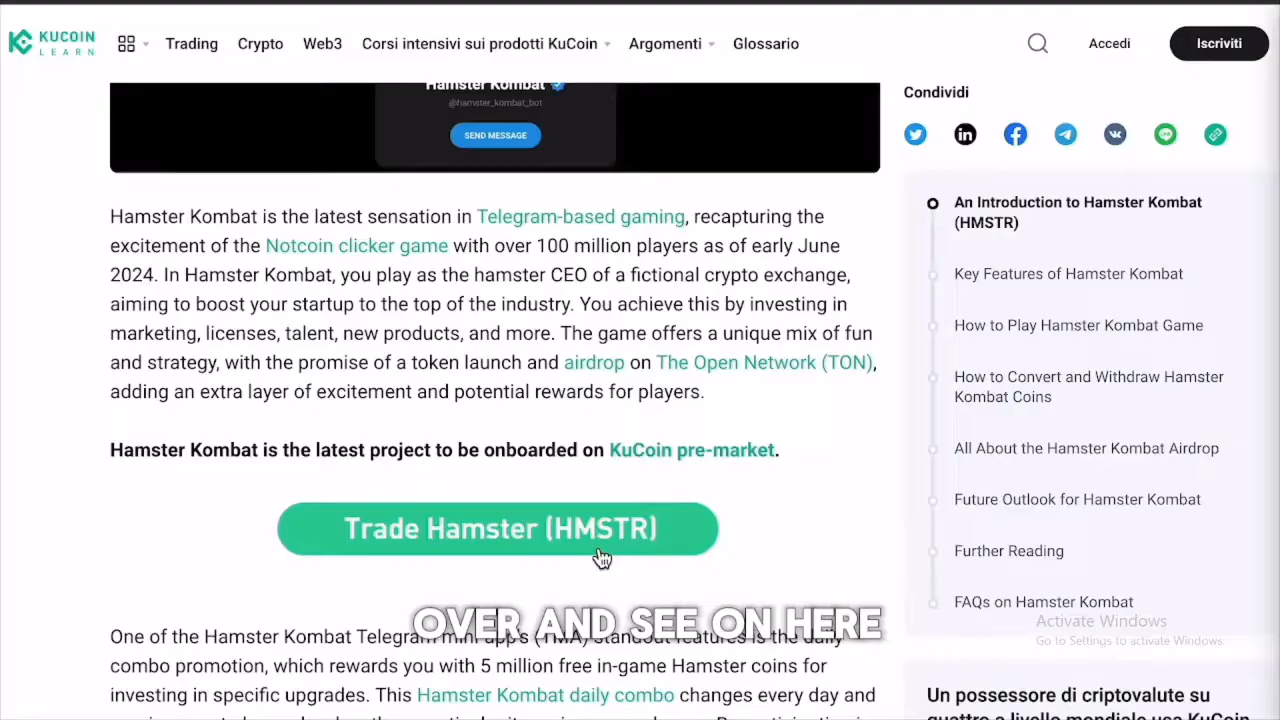 KUCOIN
LEARN
Trading
Crypto
Web3
Corsi intensivi sui prodotti KuCoin
Argomenti
Glossario
Accedi
Iscriviti
Hamster Kombat
@hamster_kombat_bot
SEND MESSAGE
Hamster Kombat is the latest sensation in Telegram-based gaming, recapturing the
excitement of the Notcoin clicker game with over 100 million players as of early June
2024. In Hamster Kombat, you play as the hamster CEO of a fictional crypto exchange,
aiming to boost your startup to the top of the industry. You achieve this by investing in
marketing, licenses, talent, new products, and more. The game offers a unique mix of fun
and strategy, with the promise of a token launch and airdrop on The Open Network (TON),
adding an extra layer of excitement and potential rewards for players.
Hamster Kombat is the latest project to be onboarded on KuCoin pre-market.
Trade Hamster (HMSTR)
OVER AND SEE ON HERE
One of the Hamster Kombat Telegram mini-app's (TMA) standout features is the daily
combo promotion, which rewards you with 5 million free in-game Hamster coins for
investing in specific upgrades. This Hamster Kombat daily combo changes every day and
Condividi
An Introduction to Hamster Kombat
(HMSTR)
Key Features of Hamster Kombat
How to Play Hamster Kombat Game
How to Convert and Withdraw Hamster
Kombat Coins
All About the Hamster Kombat Airdrop
Future Outlook for Hamster Kombat
Further Reading
FAQs on Hamster Kombat
Activate Windows
Go to Settings to activate Windows.
Un possessore di criptovalute su
quattro a livello mondiale usa KuCoin